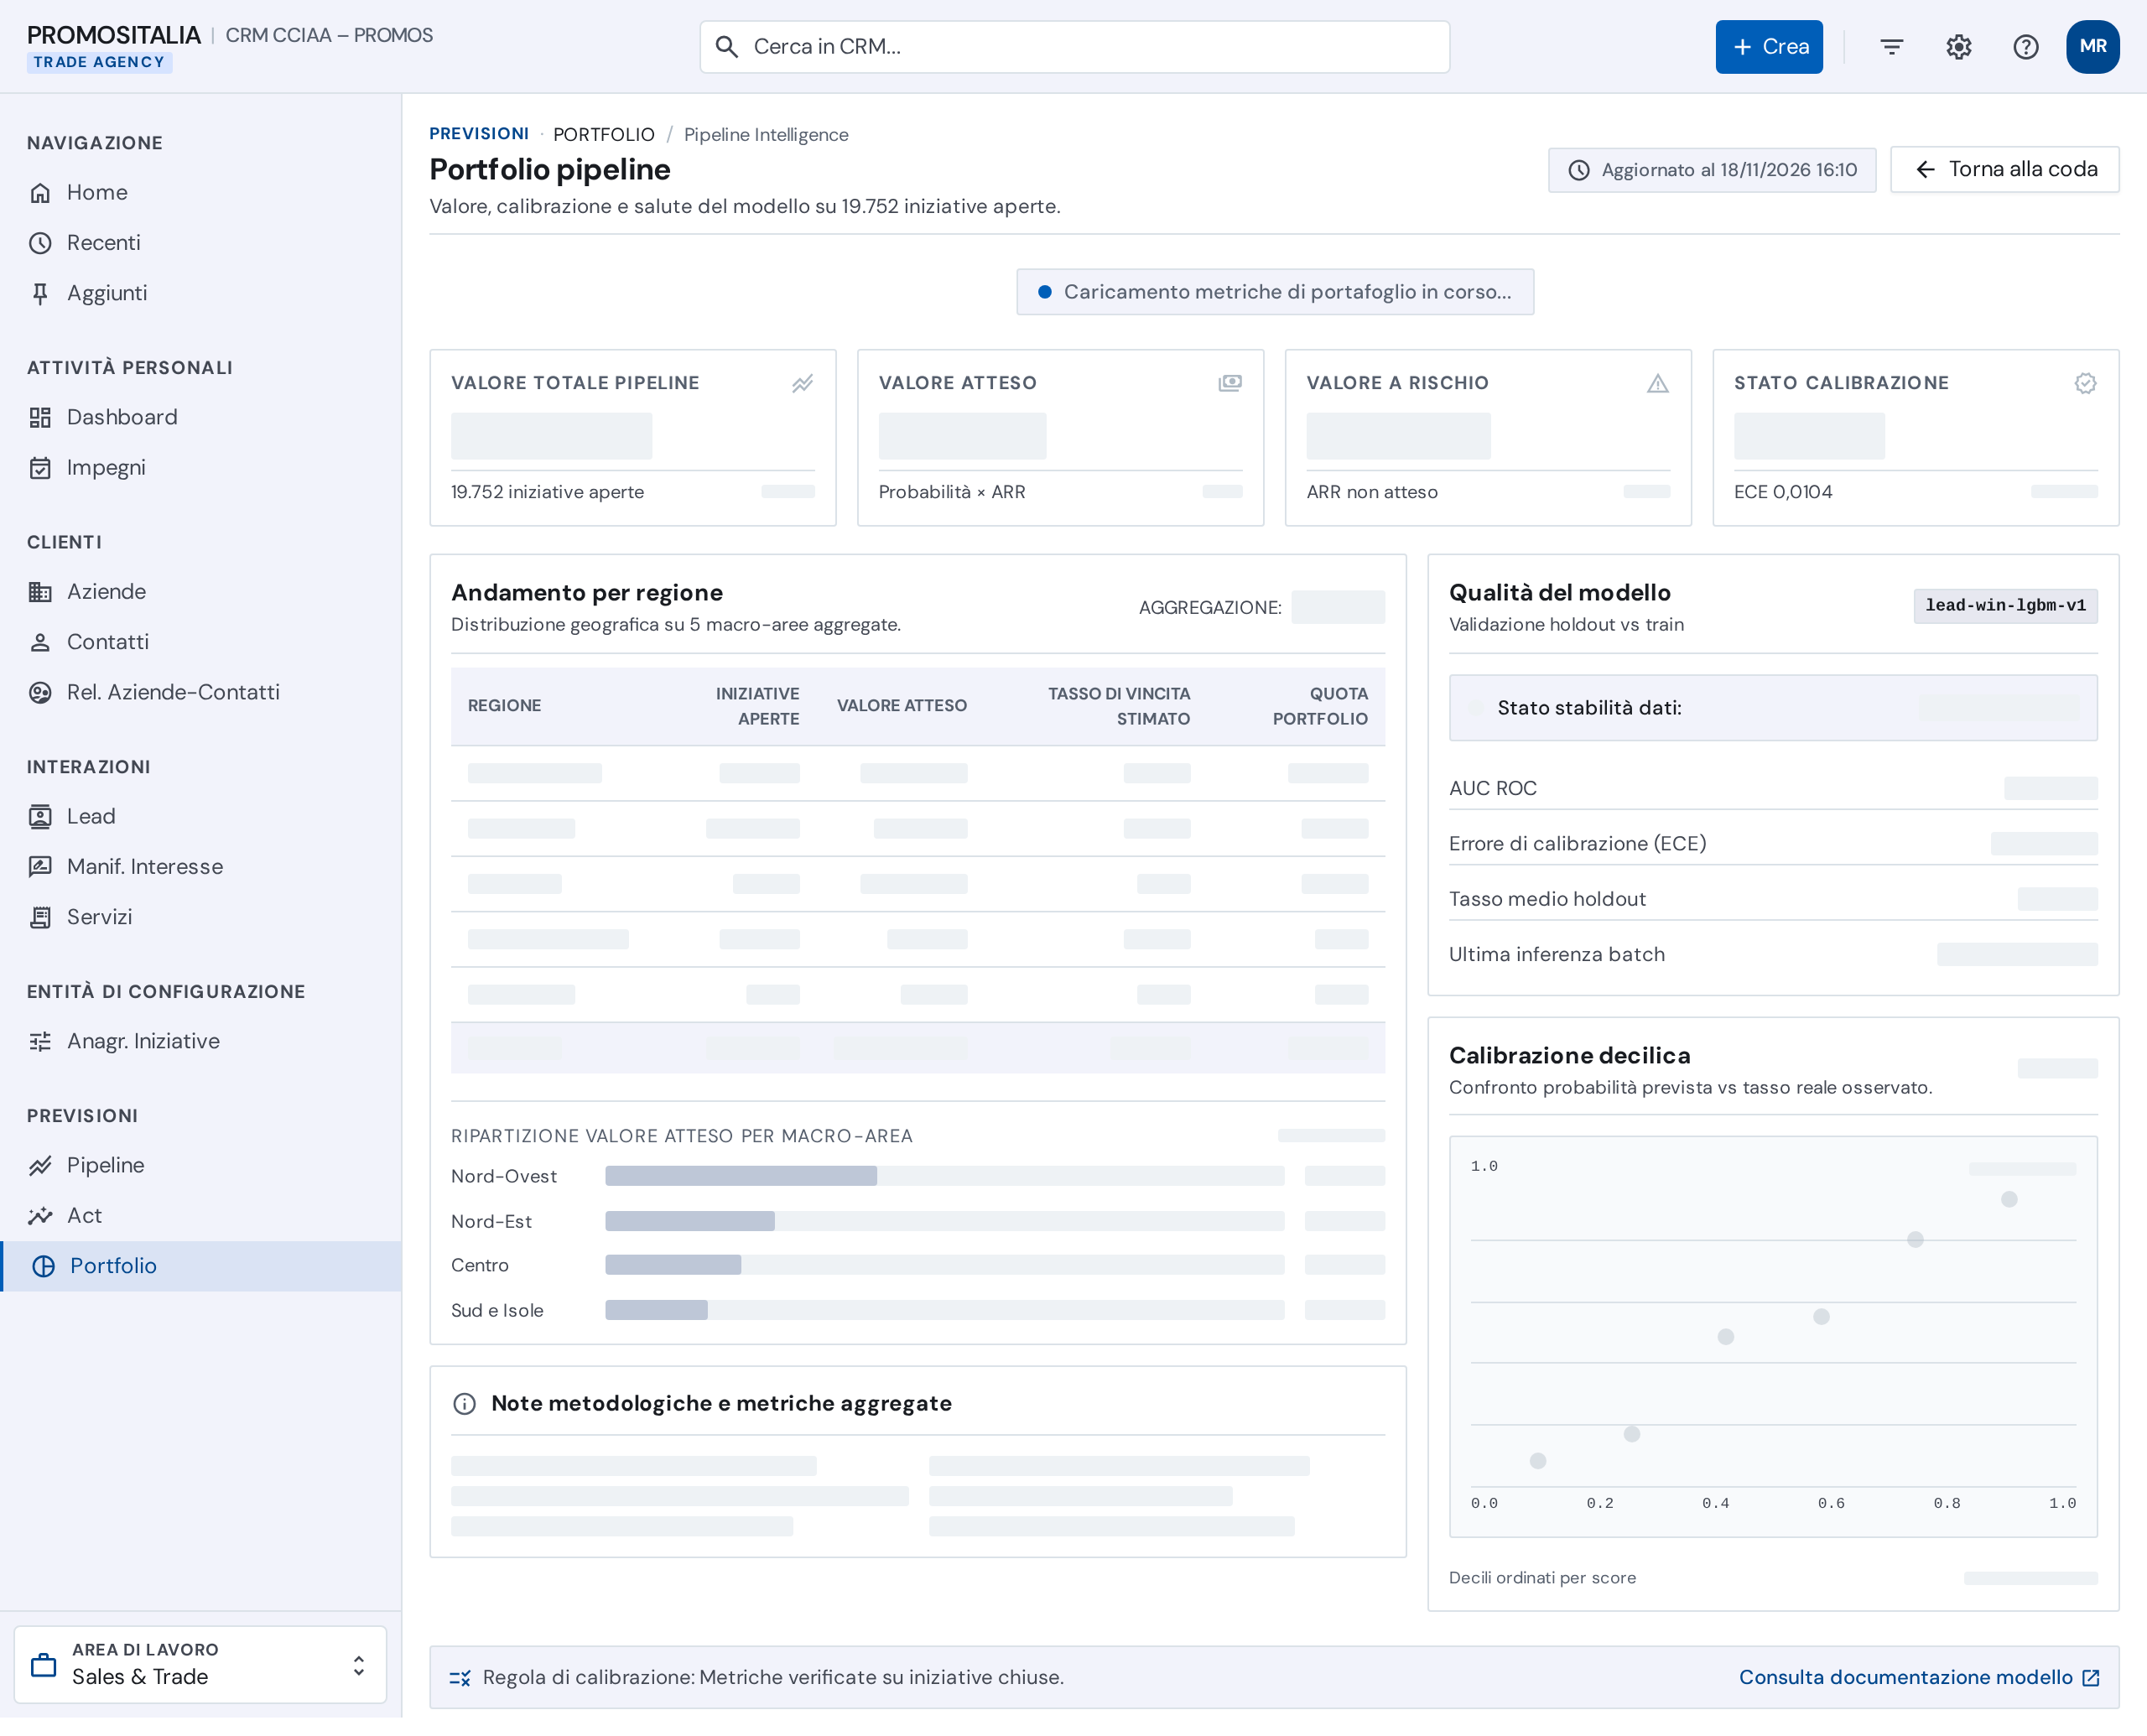 PROMOSITALIA | CRM CCIAA – PROMOS
TRADE AGENCY
Cerca in CRM...
+ Crea
MR
NAVIGAZIONE
Home
Recenti
Aggiunti
ATTIVITÀ PERSONALI
Dashboard
Impegni
CLIENTI
Aziende
Contatti
Rel. Aziende-Contatti
INTERAZIONI
Lead
Manif. Interesse
Servizi
ENTITÀ DI CONFIGURAZIONE
Anagr. Iniziative
PREVISIONI
Pipeline
Act
Portfolio
AREA DI LAVORO
Sales & Trade
PREVISIONI · PORTFOLIO / Pipeline Intelligence
Portfolio pipeline
Valore, calibrazione e salute del modello su 19.752 iniziative aperte.
Aggiornato al 18/11/2026 16:10
Torna alla coda
Caricamento metriche di portafoglio in corso...
VALORE TOTALE PIPELINE
19.752 iniziative aperte
VALORE ATTESO
Probabilità × ARR
VALORE A RISCHIO
ARR non atteso
STATO CALIBRAZIONE
ECE 0,0104
Andamento per regione
Distribuzione geografica su 5 macro-aree aggregate.
AGGREGAZIONE:
REGIONE
INIZIATIVE
APERTE
VALORE ATTESO
TASSO DI VINCITA
STIMATO
QUOTA
PORTFOLIO
RIPARTIZIONE VALORE ATTESO PER MACRO-AREA
Nord-Ovest
Nord-Est
Centro
Sud e Isole
Note metodologiche e metriche aggregate
Qualità del modello
Validazione holdout vs train
lead-win-lgbm-v1
Stato stabilità dati:
AUC ROC
Errore di calibrazione (ECE)
Tasso medio holdout
Ultima inferenza batch
Calibrazione decilica
Confronto probabilità prevista vs tasso reale osservato.
1.0
0.0 0.2 0.4 0.6 0.8 1.0
Decili ordinati per score
Regola di calibrazione: Metriche verificate su iniziative chiuse.
Consulta documentazione modello